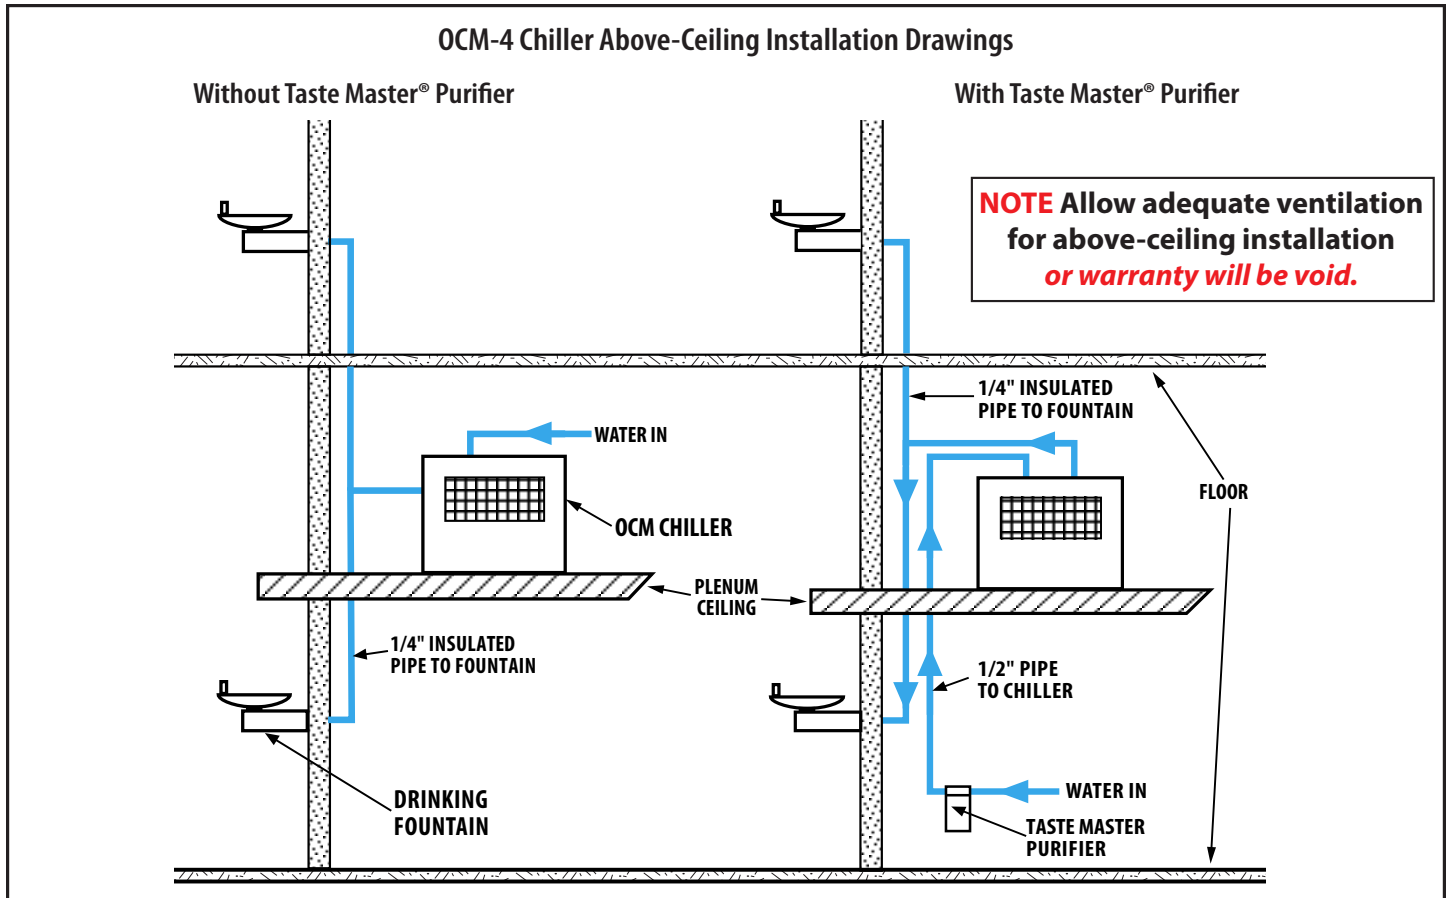 OCM-4 Chiller Above-Ceiling Installation Drawings
Without Taste Master® Purifier
With Taste Master® Purifier
NOTE Allow adequate ventilation
for above-ceiling installation
or warranty will be void.
1/4" INSULATED
PIPE TO FOUNTAIN
WATER IN
FLOOR
OCM CHILLER
PLENUM
CEILING
1/4" INSULATED
PIPE TO FOUNTAIN
1/2" PIPE
TO CHILLER
DRINKING
FOUNTAIN
WATER IN
TASTE MASTER
PURIFIER